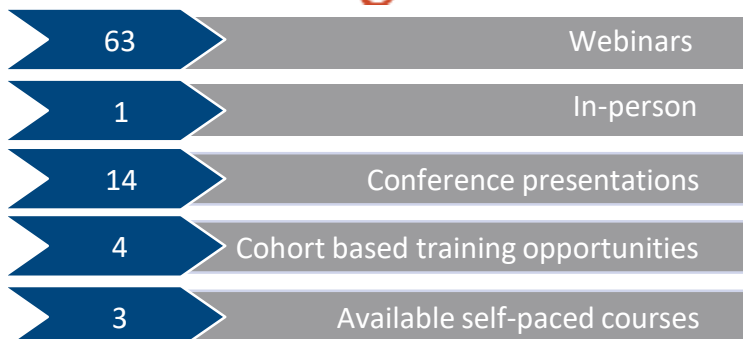 63 Webinars
1 In-person
14 Conference presentations
4 Cohort based training opportunities
3 Available self-paced courses